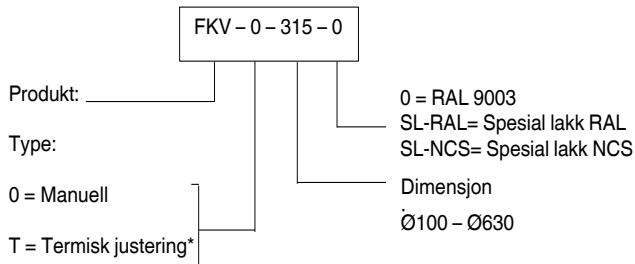 FKV – 0 – 315 – 0
Produkt:
Type:
0 = Manuell
T = Termisk justering*
0 = RAL 9003
SL-RAL= Spesial lakk RAL
SL-NCS= Spesial lakk NCS
Dimensjon
:
Ø100 – Ø630